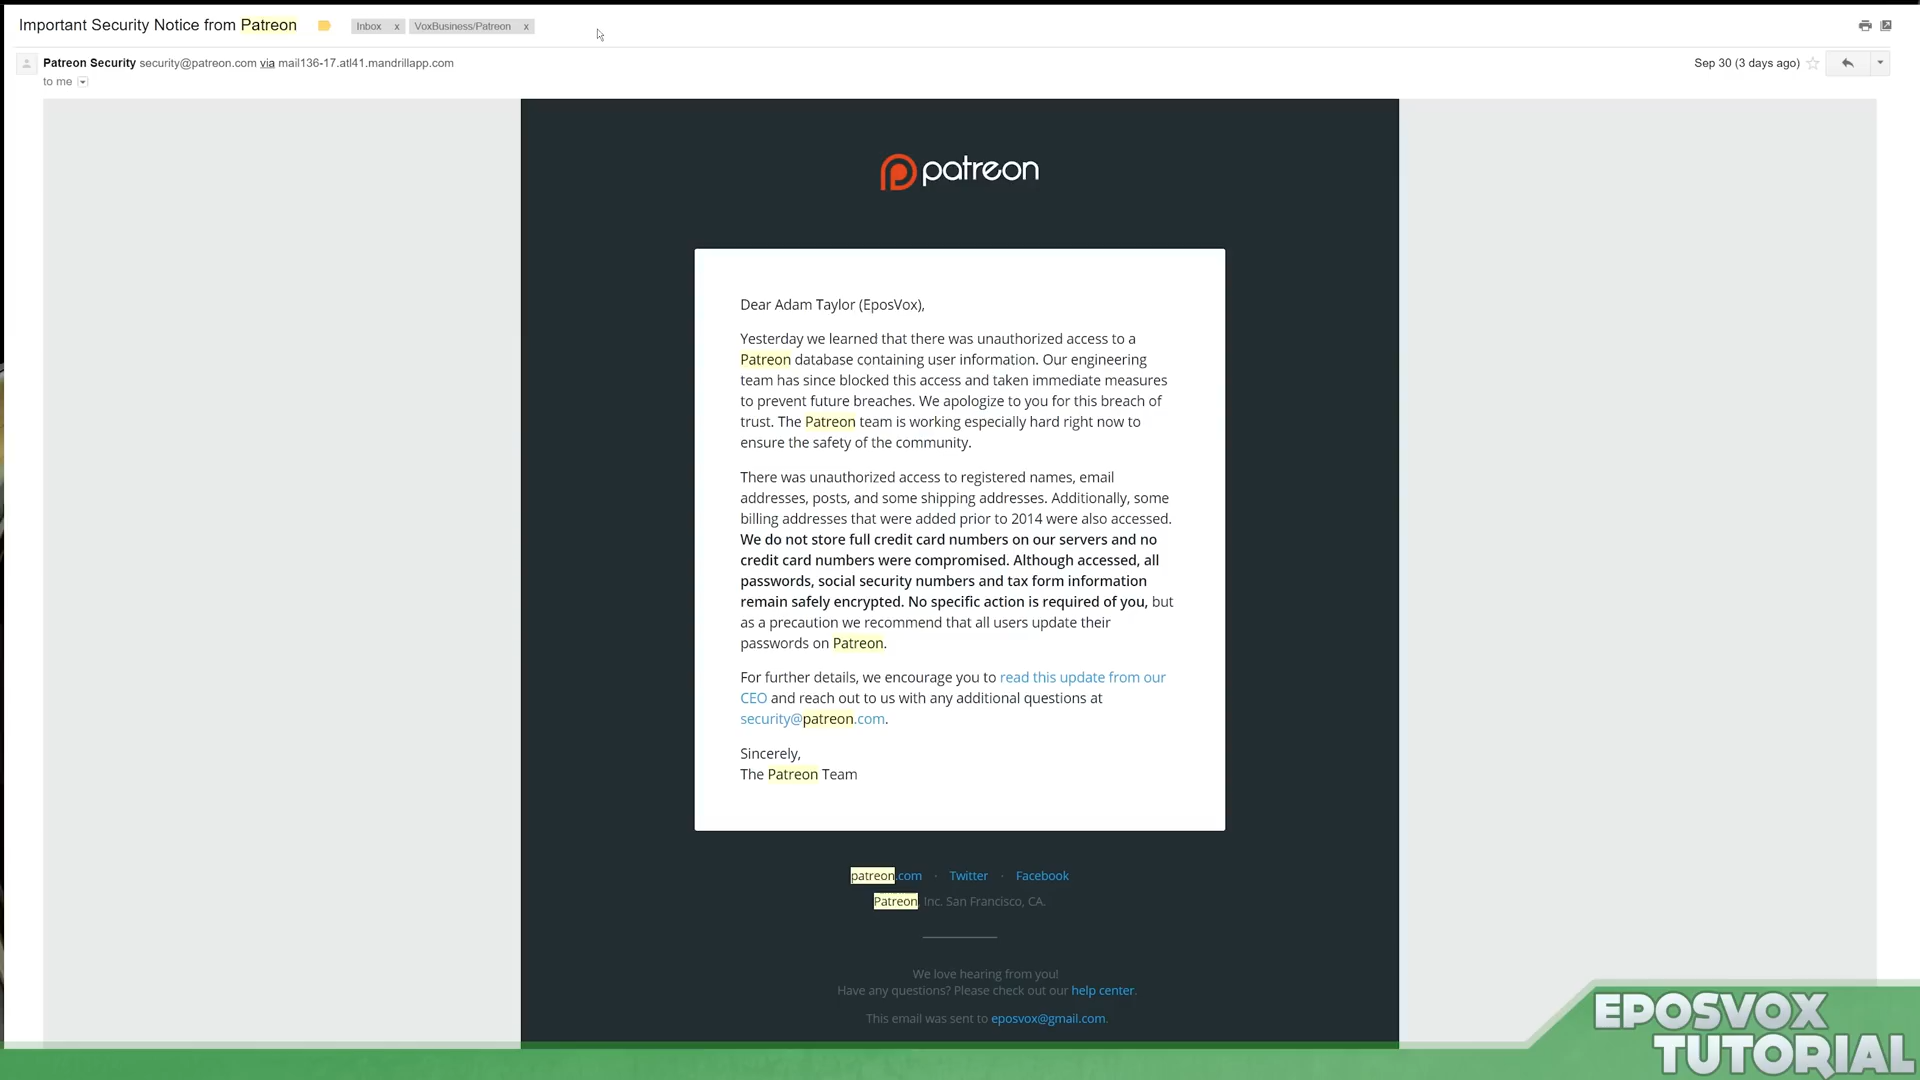 Important Security Notice from Patreon
Inbox x
VoxBusiness/Patreon x
Patreon Security security@patreon.com via mail136-17.atl41.mandrillapp.com
Sep 30 (3 days ago)
to me
patreon
Dear Adam Taylor (EposVox),
Yesterday we learned that there was unauthorized access to a
Patreon database containing user information. Our engineering
team has since blocked this access and taken immediate measures
to prevent future breaches. We apologize to you for this breach of
trust. The Patreon team is working especially hard right now to
ensure the safety of the community.
There was unauthorized access to registered names, email
addresses, posts, and some shipping addresses. Additionally, some
billing addresses that were added prior to 2014 were also accessed.
We do not store full credit card numbers on our servers and no
credit card numbers were compromised. Although accessed, all
passwords, social security numbers and tax form information
remain safely encrypted. No specific action is required of you, but
as a precaution we recommend that all users update their
passwords on Patreon.
For further details, we encourage you to read this update from our
CEO and reach out to us with any additional questions at
security@patreon.com.
Sincerely,
The Patreon Team
patreon.com · Twitter · Facebook
Patreon Inc. San Francisco, CA.
We love hearing from you!
Have any questions? Please check out our help center.
This email was sent to eposvox@gmail.com.
EPOSVOX
TUTORIAL